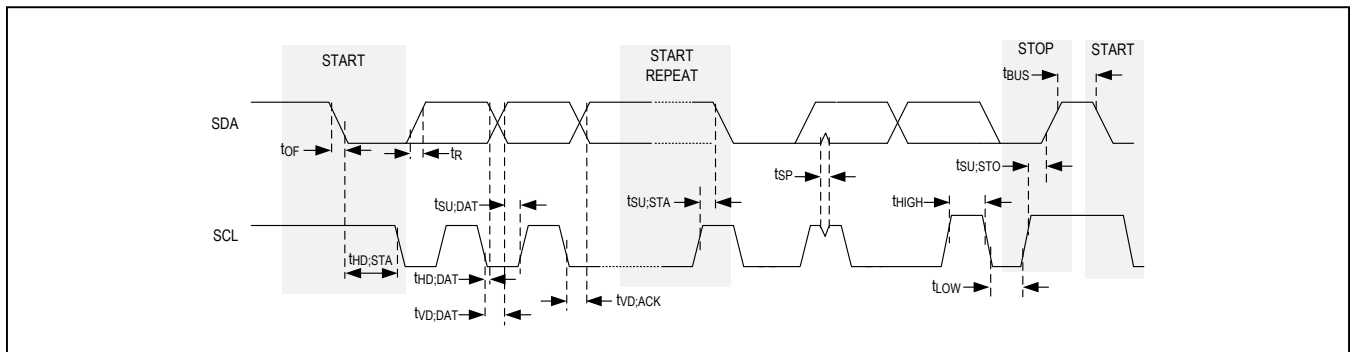 START
START
REPEAT
STOP
START
tBUS
SDA
tOF
tR
tSP
tSU;STO
tSU;DAT
tSU;STA
tHIGH
SCL
tHD;STA
tHD;DAT
tLOW
tVD;DAT
tVD;ACK